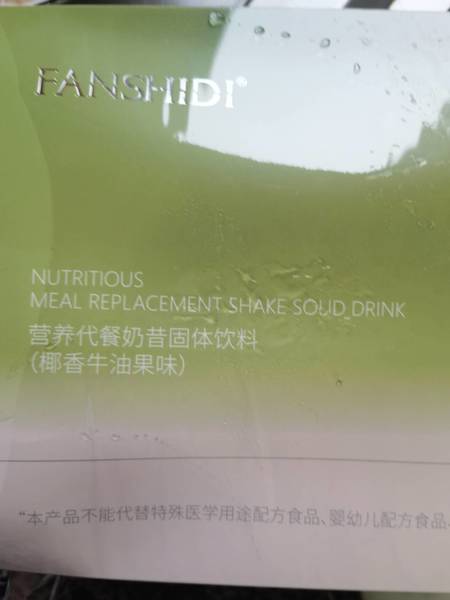 FANSHIDI®
NUTRITIOUS
MEAL REPLACEMENT SHAKE SOLID DRINK
营养代餐奶昔固体饮料
(椰香牛油果味)
“本产品不能代替特殊医学用途配方食品、婴幼儿配方食品、